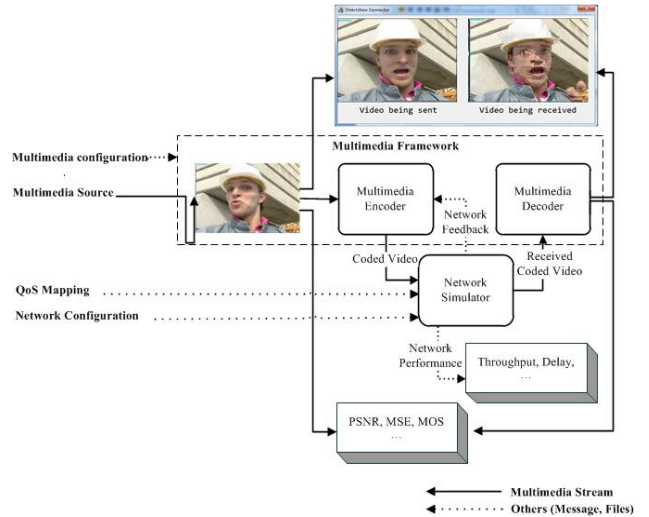 DirectShow Connector
Video being sent
Video being received
Multimedia Framework
Multimedia configuration
Multimedia Source
Multimedia
Encoder
Multimedia
Decoder
Network
Feedback
Coded Video
Received
Coded Video
QoS Mapping
Network
Simulator
Network Configuration
Network
Performance
Throughput, Delay,
...
PSNR, MSE, MOS
...
Multimedia Stream
Others (Message, Files)